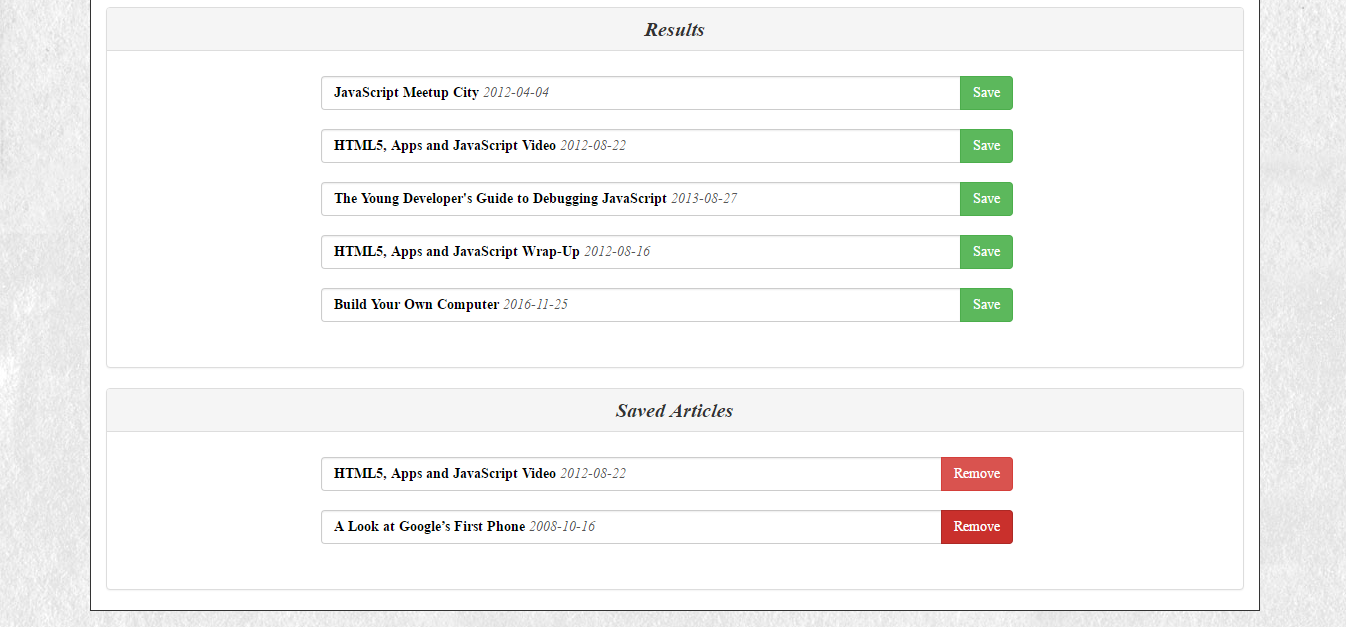 Results
JavaScript Meetup City 2012-04-04 Save
HTML5, Apps and JavaScript Video 2012-08-22 Save
The Young Developer's Guide to Debugging JavaScript 2013-08-27 Save
HTML5, Apps and JavaScript Wrap-Up 2012-08-16 Save
Build Your Own Computer 2016-11-25 Save
Saved Articles
HTML5, Apps and JavaScript Video 2012-08-22 Remove
A Look at Google’s First Phone 2008-10-16 Remove